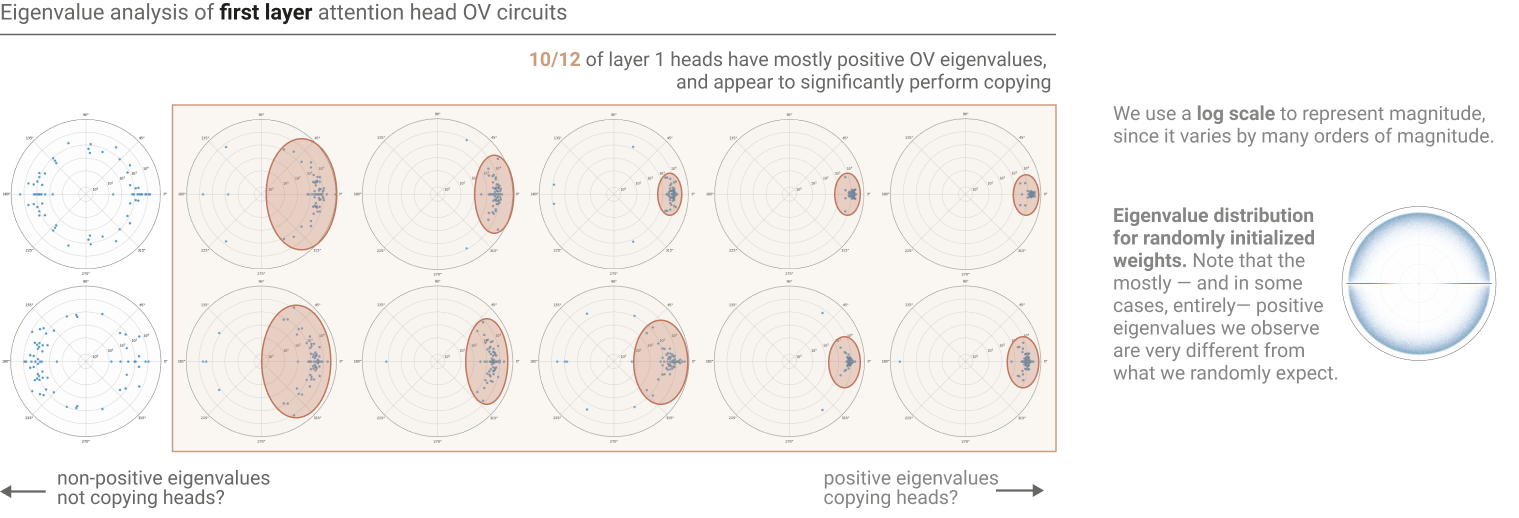 Eigenvalue analysis of first layer attention head OV circuits
10/12 of layer 1 heads have mostly positive OV eigenvalues,
and appear to significantly perform copying
We use a log scale to represent magnitude,
since it varies by many orders of magnitude.
Eigenvalue distribution
for randomly initialized
weights. Note that the
mostly — and in some
cases, entirely— positive
eigenvalues we observe
are very different from
what we randomly expect.
non-positive eigenvalues
not copying heads?
positive eigenvalues
copying heads?